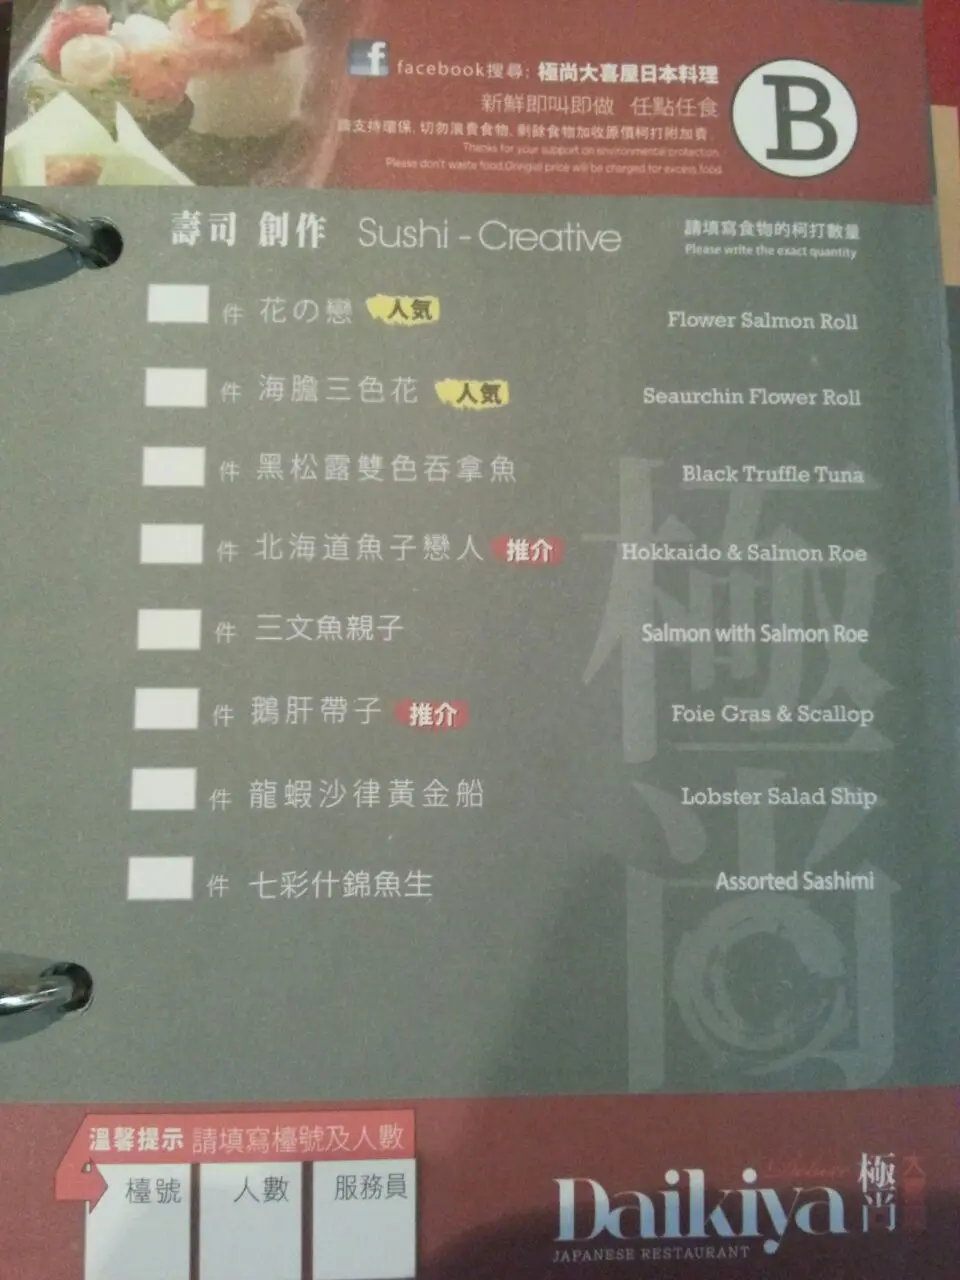 facebook搜尋: 極尚大喜屋日本料理
新鮮即叫即做 任點任食
請支持環保, 切勿浪費食物, 剩餘食物加收原價柯打附加費.
Thanks for your support on environmental protection.
Please don't waste food,Oringial price will be charged for excess food
B
壽司 創作 Sushi - Creative
請填寫食物的柯打數量
Please write the exact quantity
件 花の戀 人気 Flower Salmon Roll
件 海膽三色花 人気 Seaurchin Flower Roll
件 黑松露雙色吞拿魚 Black Truffle Tuna
件 北海道魚子戀人 推介 Hokkaido & Salmon Roe
件 三文魚親子 Salmon with Salmon Roe
件 鵝肝帶子 推介 Foie Gras & Scallop
件 龍蝦沙律黃金船 Lobster Salad Ship
件 七彩什錦魚生 Assorted Sashimi
極尚
溫馨提示 請填寫檯號及人數
檯號 人數 服務員
Daikiya 極尚
JAPANESE RESTAURANT